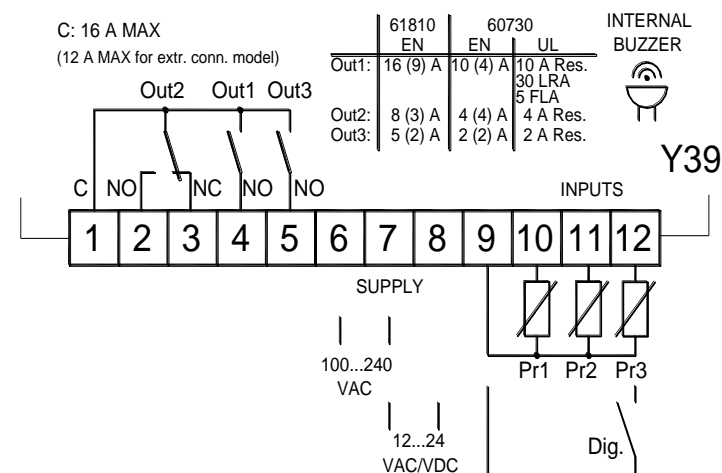 C: 16 A MAX
(12 A MAX for extr. conn. model)
61810 60730
EN EN UL
Out1: 16 (9) A 10 (4) A 10 A Res.
30 LRA
5 FLA
Out2: 8 (3) A 4 (4) A 4 A Res.
Out3: 5 (2) A 2 (2) A 2 A Res.
INTERNAL
BUZZER
Y39
Out2 Out1 Out3
C NO NC NO NO
INPUTS
1 2 3 4 5 6 7 8 9 10 11 12
SUPPLY
100...240
VAC
12...24
VAC/VDC
Pr1 Pr2 Pr3
Dig.